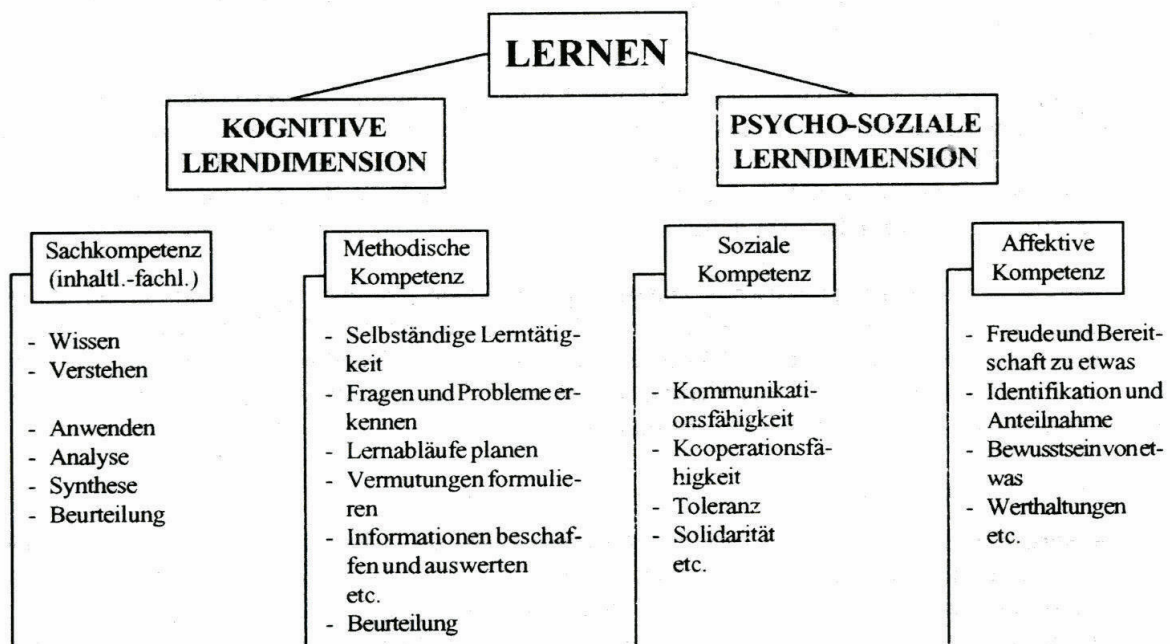 LERNEN
KOGNITIVE
LERNDIMENSION
PSYCHO-SOZIALE
LERNDIMENSION
Sachkompetenz
(inhaltl.-fachl.)
- Wissen
- Verstehen
- Anwenden
- Analyse
- Synthese
- Beurteilung
Methodische
Kompetenz
- Selbständige Lerntätig-
keit
- Fragen und Probleme er-
kennen
- Lernabläufe planen
- Vermutungen formulie-
ren
- Informationen beschaf-
fen und auswerten
etc.
- Beurteilung
Soziale
Kompetenz
- Kommunikati-
onsfähigkeit
- Kooperationsfä-
higkeit
- Toleranz
- Solidarität
etc.
Affektive
Kompetenz
- Freude und Bereit-
schaft zu etwas
- Identifikation und
Anteilnahme
- Bewusstsein von et-
was
- Werthaltungen
etc.